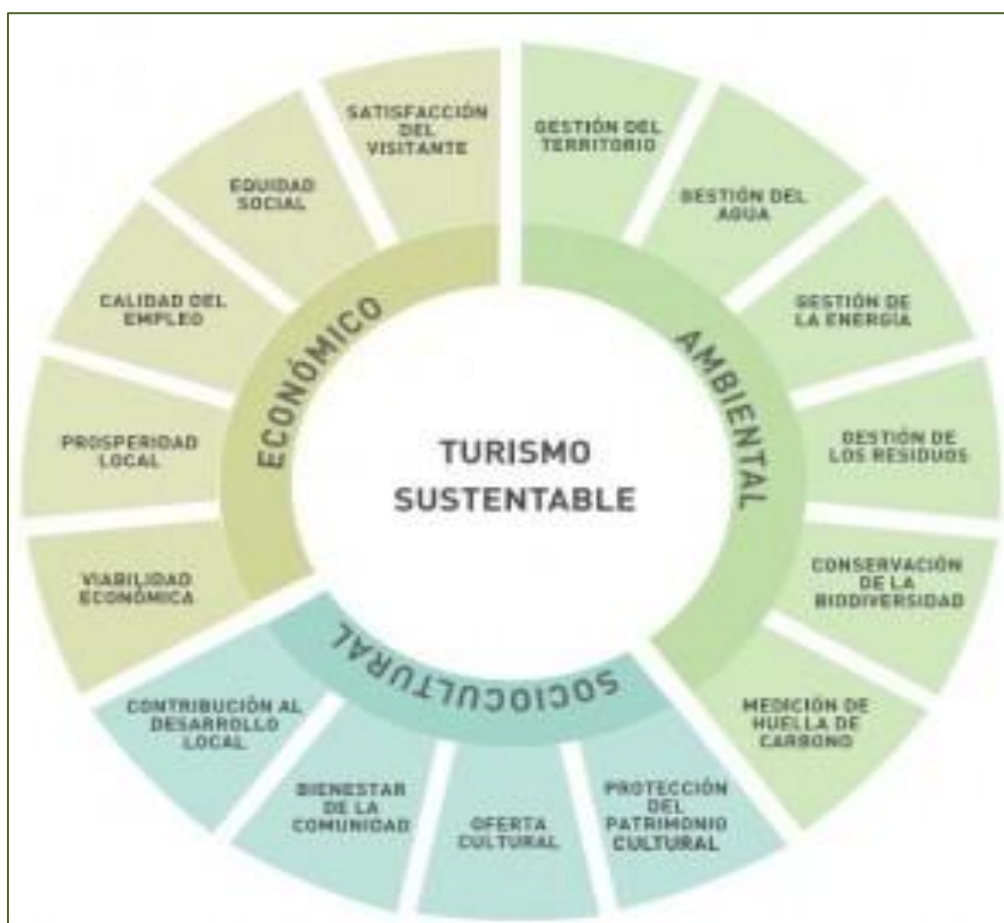 TURISMO
SUSTENTABLE
AMBIENTAL
GESTIÓN DEL
TERRITORIO
GESTIÓN DEL
AGUA
GESTIÓN DE
LA ENERGÍA
GESTIÓN DE
LOS RESIDUOS
CONSERVACIÓN
DE LA
BIODIVERSIDAD
MEDICIÓN DE
HUELLA DE
CARBONO
SOCIOCULTURAL
PROTECCIÓN
DEL
PATRIMONIO
CULTURAL
OFERTA
CULTURAL
BIENESTAR
DE LA
COMUNIDAD
CONTRIBUCIÓN AL
DESARROLLO
LOCAL
ECONÓMICO
VIABILIDAD
ECONÓMICA
PROSPERIDAD
LOCAL
CALIDAD DEL
EMPLEO
EQUIDAD
SOCIAL
SATISFACCIÓN
DEL
VISITANTE